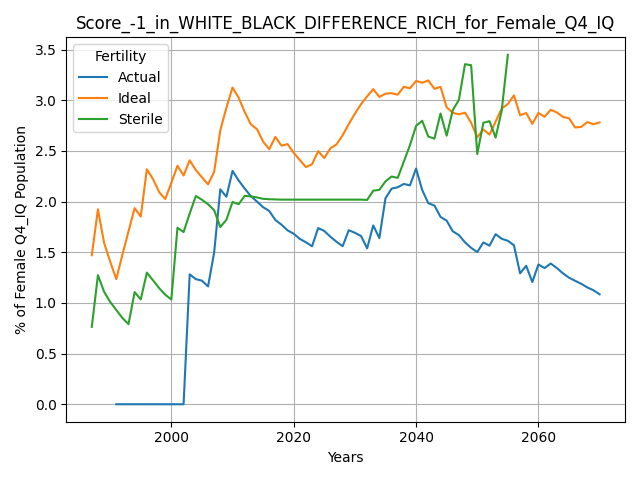 Score_-1_in_WHITE_BLACK_DIFFERENCE_RICH_for_Female_Q4_IQ
Fertility
Actual
Ideal
Sterile
% of Female Q4_IQ Population
3.5
3.0
2.5
2.0
1.5
1.0
0.5
0.0
2000 2020 2040 2060
Years